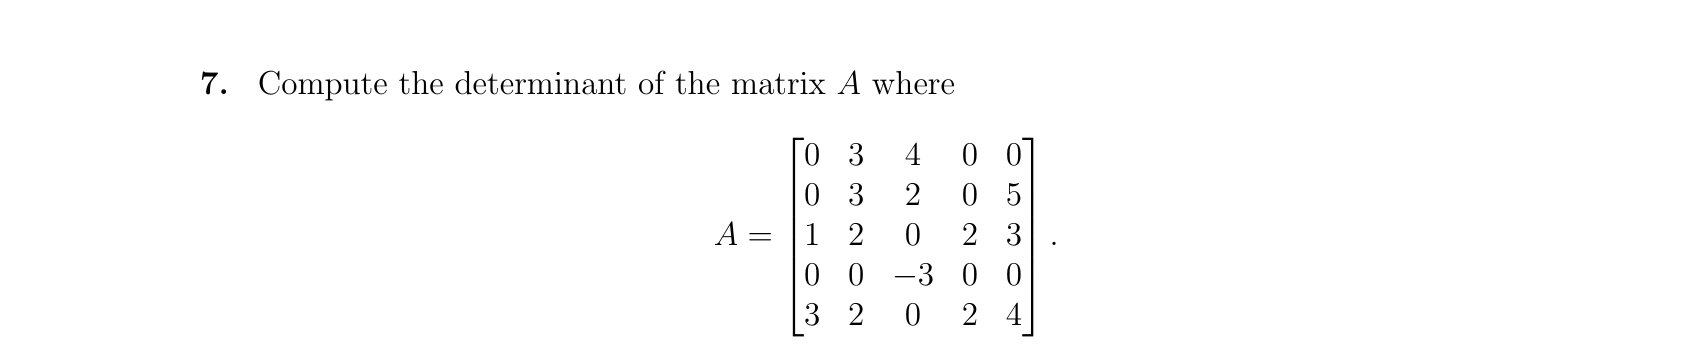 7. Compute the determinant of the matrix A where
0 3 4 0 0
0 3 2 0 5
A = 1 2 0 2 3 .
0 0 −3 0 0
3 2 0 2 4